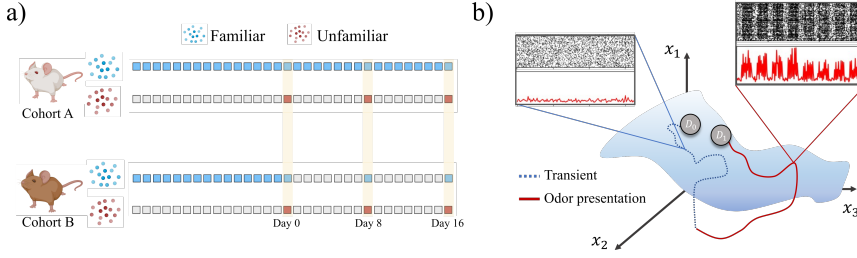 a)
Familiar
Unfamiliar
Cohort A
Cohort B
Day 0
Day 8
Day 16
b)
x₁
D₀
D₁
Transient
Odor presentation
x₂
x₃